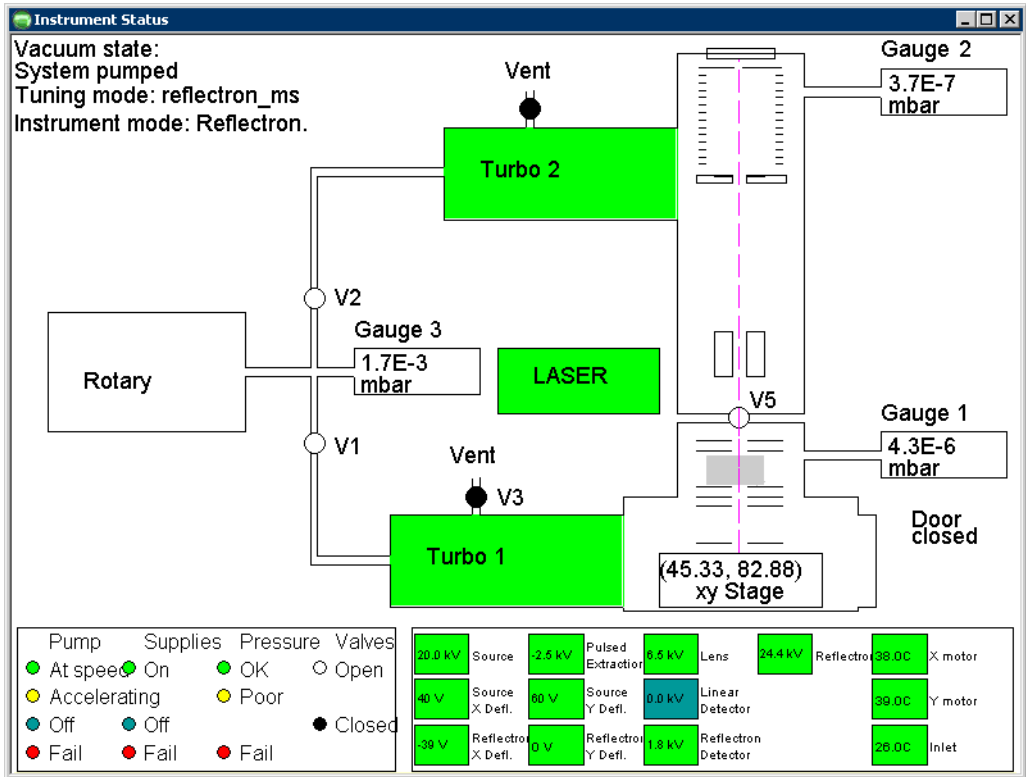 Instrument Status
Vacuum state:
System pumped
Tuning mode: reflectron_ms
Instrument mode: Reflectron.
Vent
Gauge 2
3.7E-7
mbar
Turbo 2
V2
Gauge 3
1.7E-3
mbar
Rotary
LASER
V5
V1
Gauge 1
4.3E-6
mbar
Vent
V3
Door
closed
Turbo 1
(45.33, 82.88)
xy Stage
Pump Supplies Pressure Valves
At speed On OK Open
Accelerating Poor
Off Off Closed
Fail Fail Fail
20.0 kV Source -2.5 kV Pulsed Extraction 6.5 kV Lens 24.4 kV Reflectron 38.0C X motor
40 V Source X Defl. 60 V Source Y Defl. 0.0 kV Linear Detector 39.0C Y motor
-39 V Reflectron X Defl. 0 V Reflectron Y Defl. 1.8 kV Reflectron Detector 26.0C Inlet